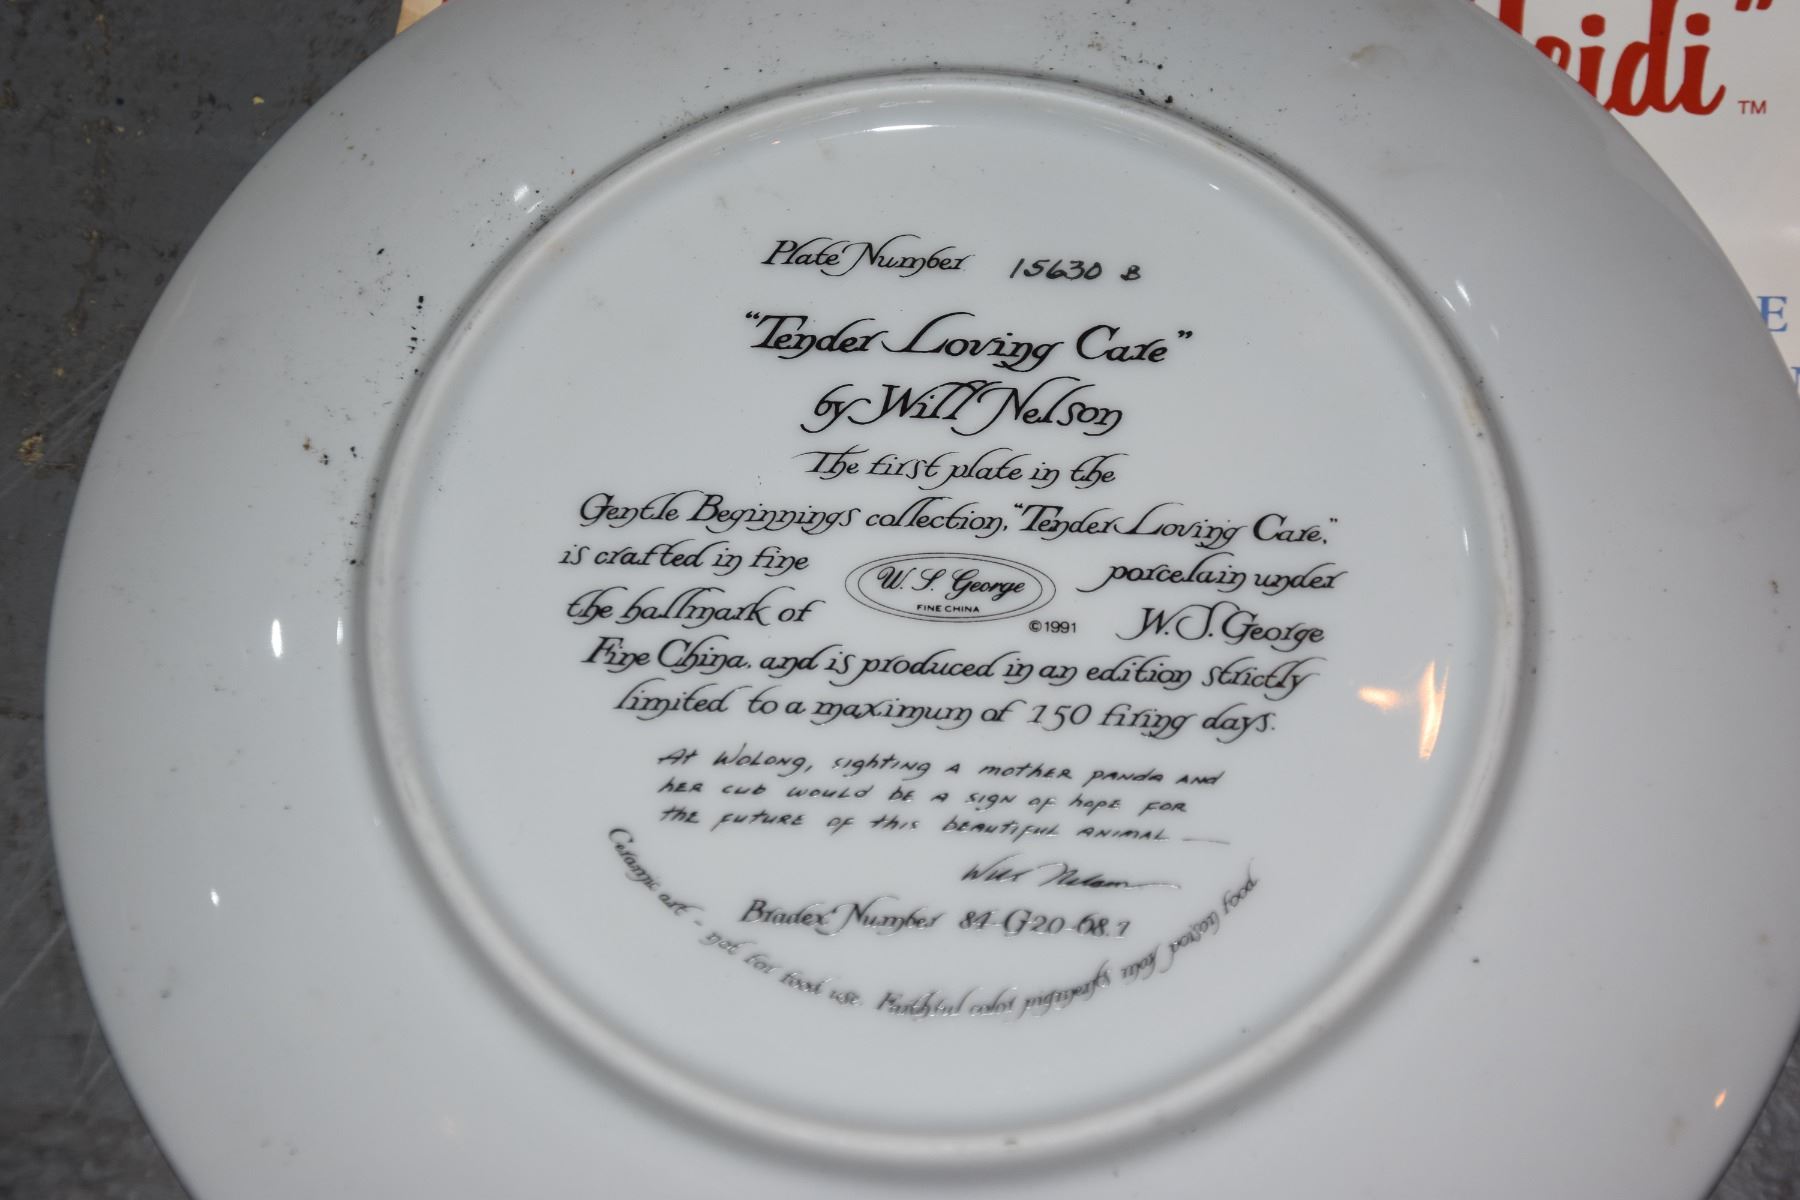 eidi"
TM
E
Plate Number 15630 B
"Tender Loving Care"
by Will Nelson
The first plate in the
Gentle Beginnings collection, "Tender Loving Care,"
is crafted in fine porcelain under
W. S. George
FINE CHINA
the hallmark of W.S. George
©1991
Fine China, and is produced in an edition strictly
limited to a maximum of 150 firing days.
At Wolong, sighting a mother panda and
her cub would be a sign of hope for
the future of this beautiful animal —
Will Nelson
Bradex Number 84-G20-68.1
Ceramic art - not for food use. Faithful color pigments may poison food